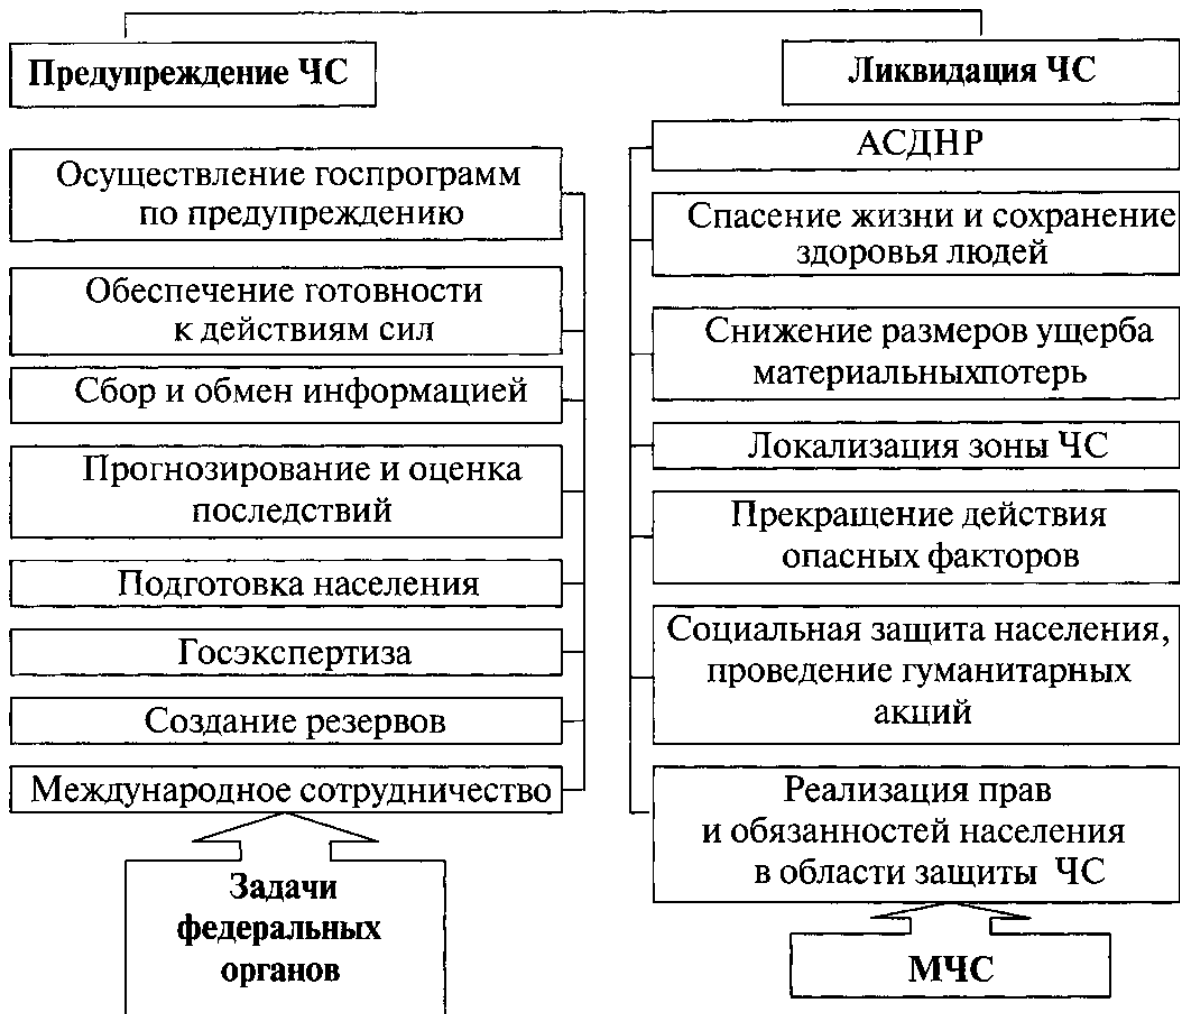 Предупреждение ЧС
Осуществление госпрограмм
по предупреждению
Обеспечение готовности
к действиям сил
Сбор и обмен информацией
Прогнозирование и оценка
последствий
Подготовка населения
Госэкспертиза
Создание резервов
Международное сотрудничество
Задачи
федеральных
органов
Ликвидация ЧС
АСДНР
Спасение жизни и сохранение
здоровья людей
Снижение размеров ущерба
материальныхпотерь
Локализация зоны ЧС
Прекращение действия
опасных факторов
Социальная защита населения,
проведение гуманитарных
акций
Реализация прав
и обязанностей населения
в области защиты ЧС
МЧС